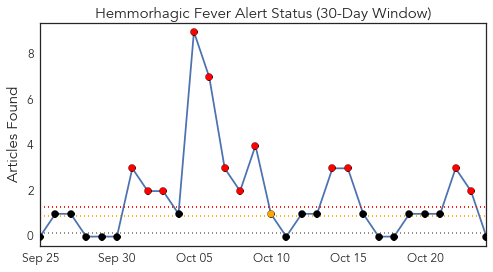 Hemmorhagic Fever Alert Status (30-Day Window)
Articles Found
8
6
4
2
0
Sep 25 Sep 30 Oct 05 Oct 10 Oct 15 Oct 20